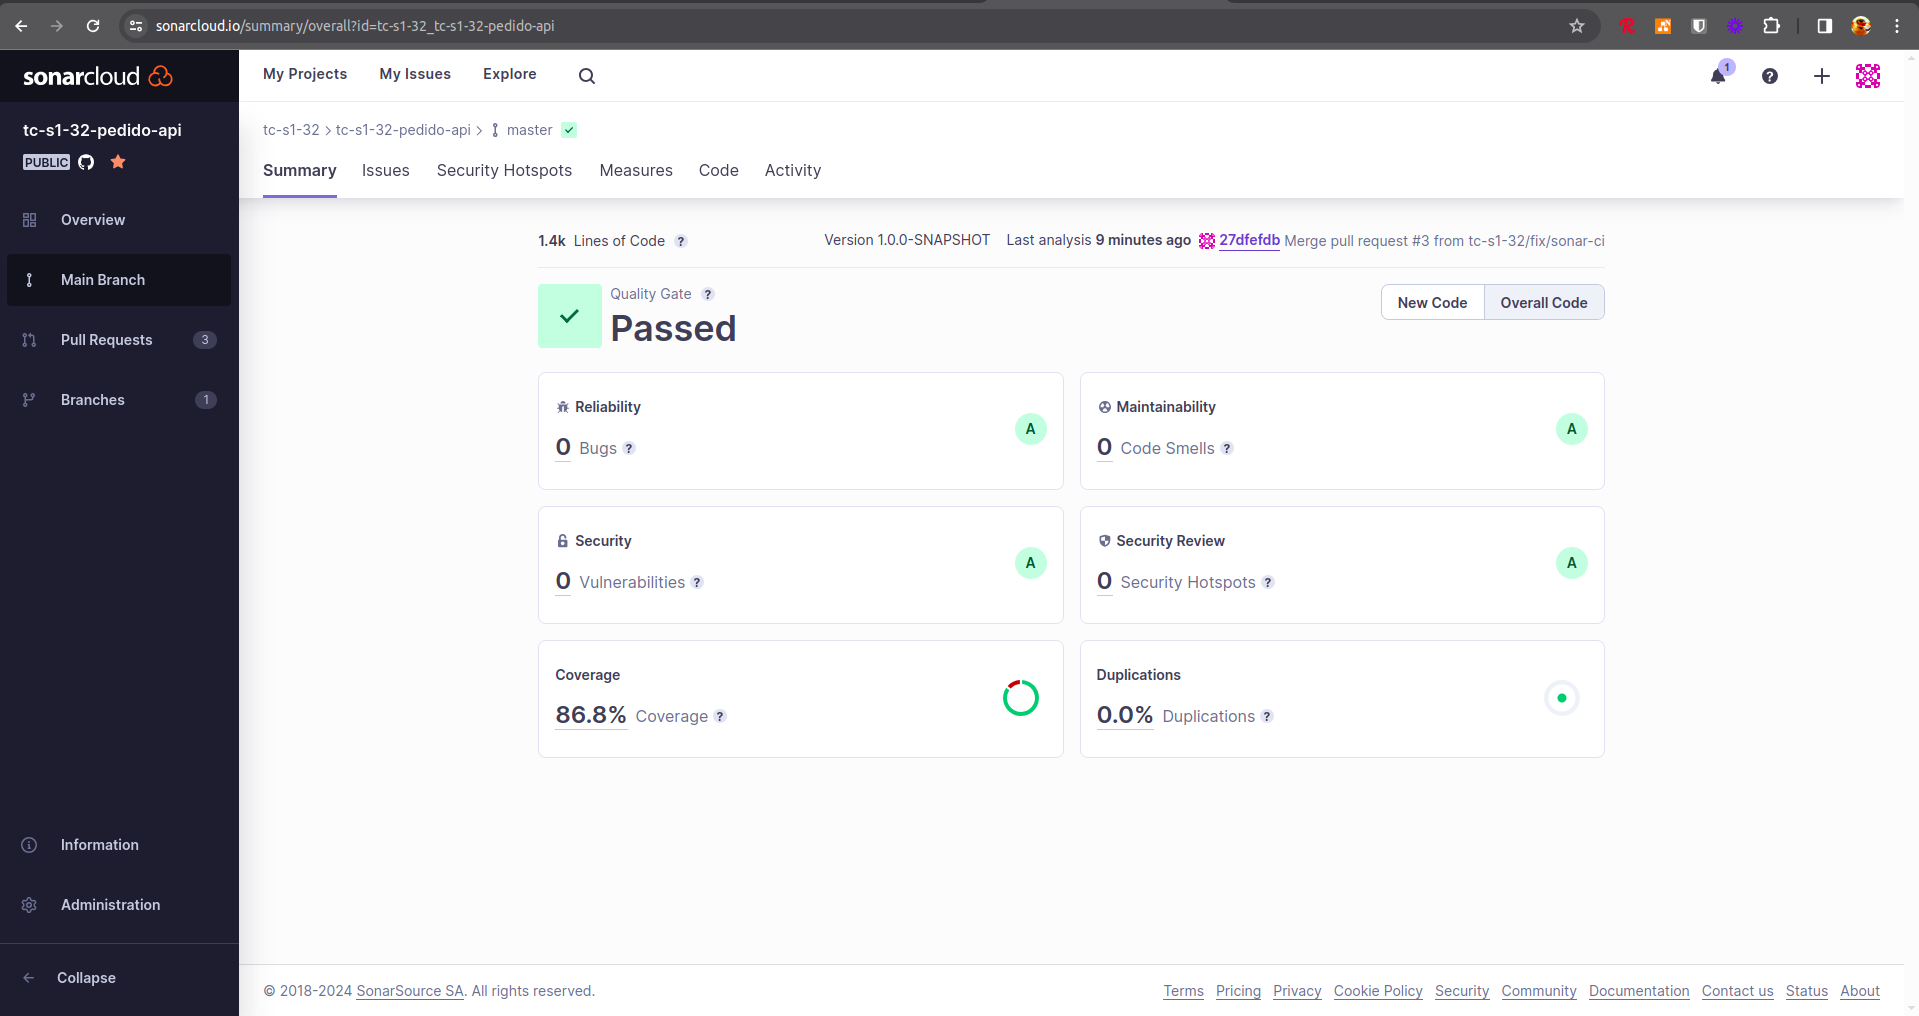 sonarcloud.io/summary/overall?id=tc-s1-32_tc-s1-32-pedido-api
sonarcloud
My Projects My Issues Explore
1
tc-s1-32-pedido-api
PUBLIC
Overview
Main Branch
Pull Requests 3
Branches 1
Information
Administration
Collapse
tc-s1-32 > tc-s1-32-pedido-api > master
Summary Issues Security Hotspots Measures Code Activity
1.4k Lines of Code ? Version 1.0.0-SNAPSHOT Last analysis 9 minutes ago 27dfefdb Merge pull request #3 from tc-s1-32/fix/sonar-ci
Quality Gate ?
Passed
New Code Overall Code
Reliability
0 Bugs ?
A
Maintainability
0 Code Smells ?
A
Security
0 Vulnerabilities ?
A
Security Review
0 Security Hotspots ?
A
Coverage
86.8% Coverage ?
Duplications
0.0% Duplications ?
© 2018-2024 SonarSource SA. All rights reserved.
Terms Pricing Privacy Cookie Policy Security Community Documentation Contact us Status About